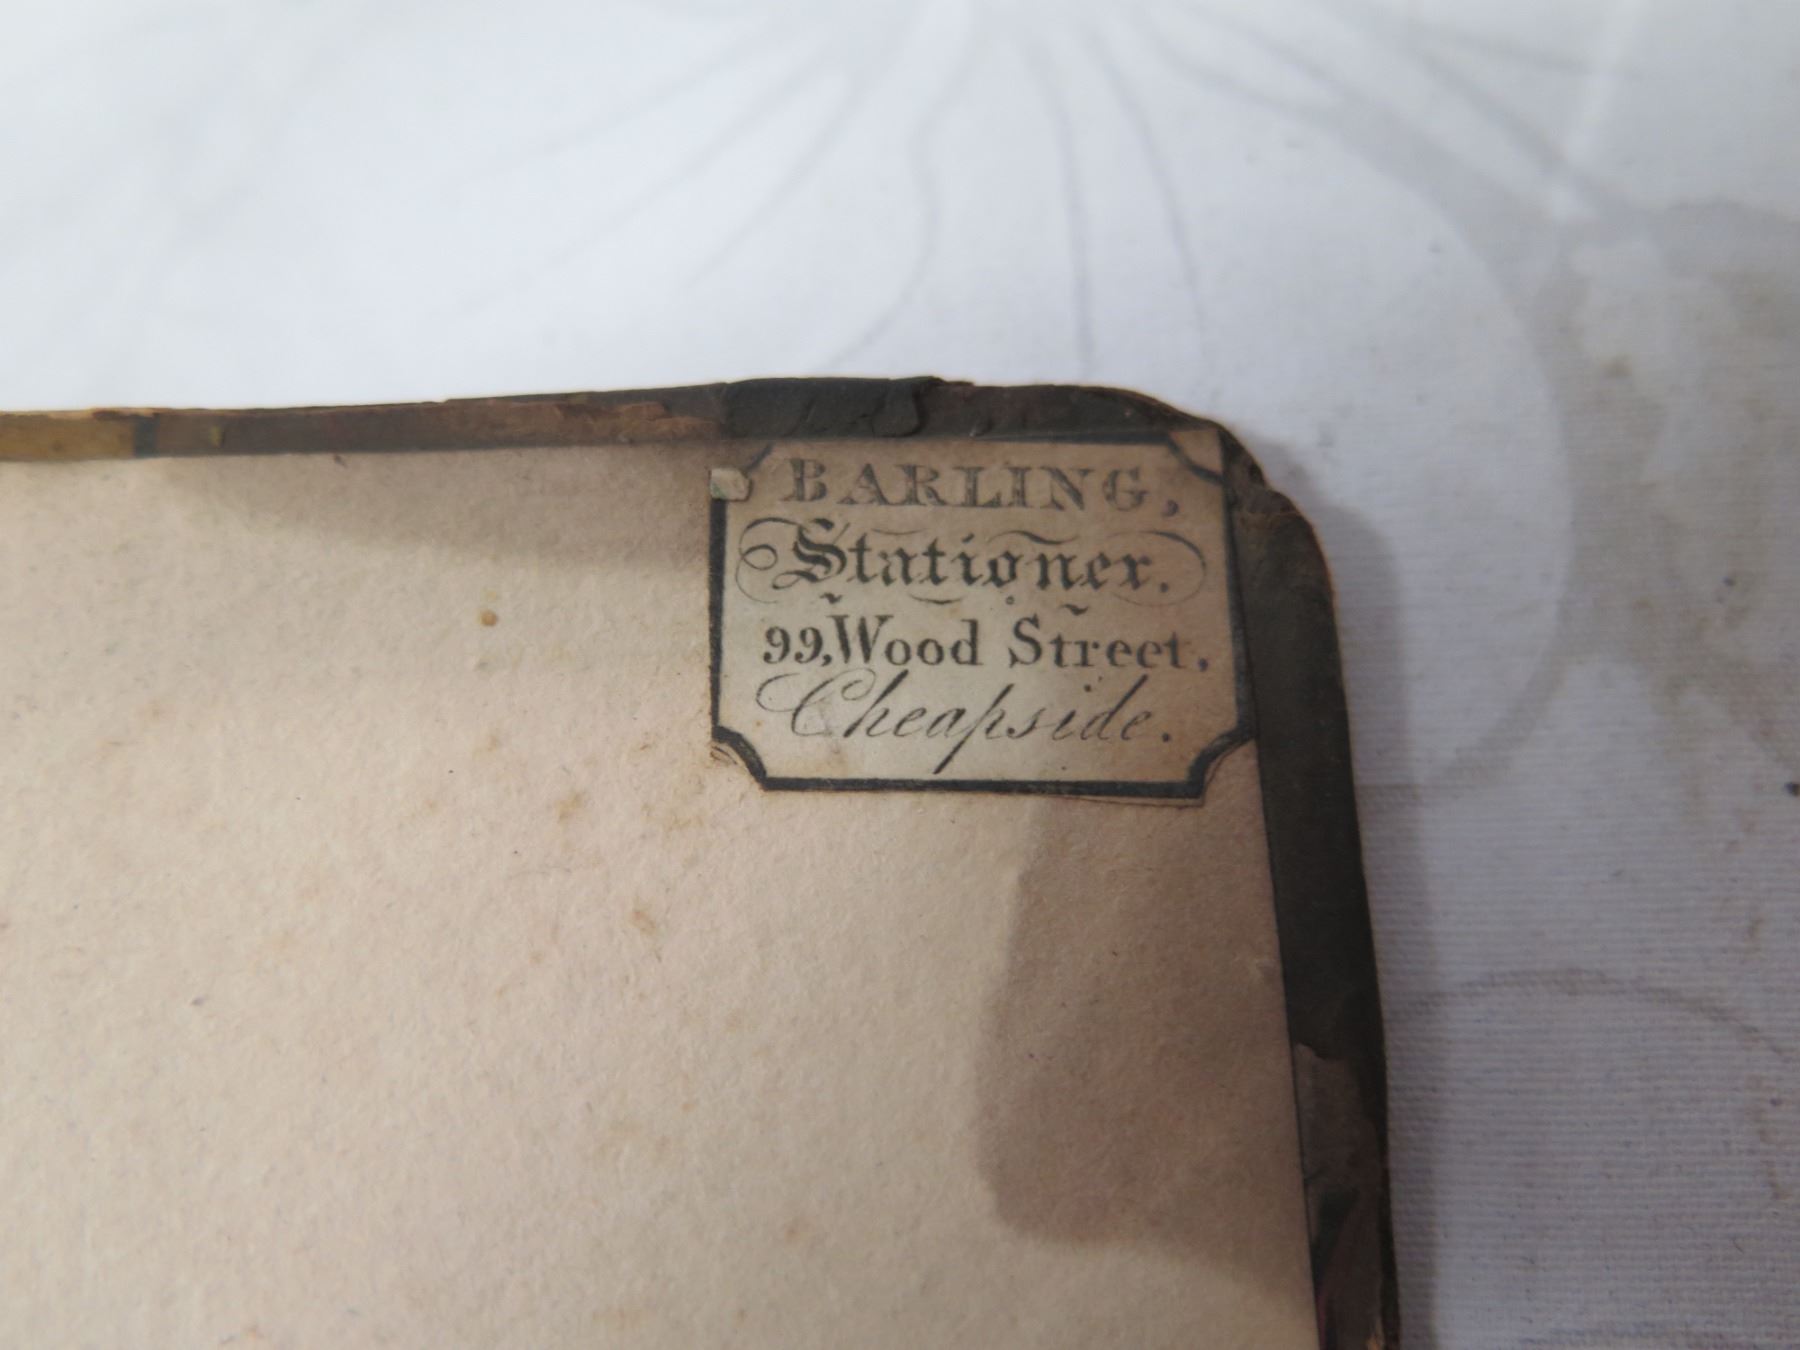 BARLING,
Stationer.
99, Wood Street,
Cheapside.